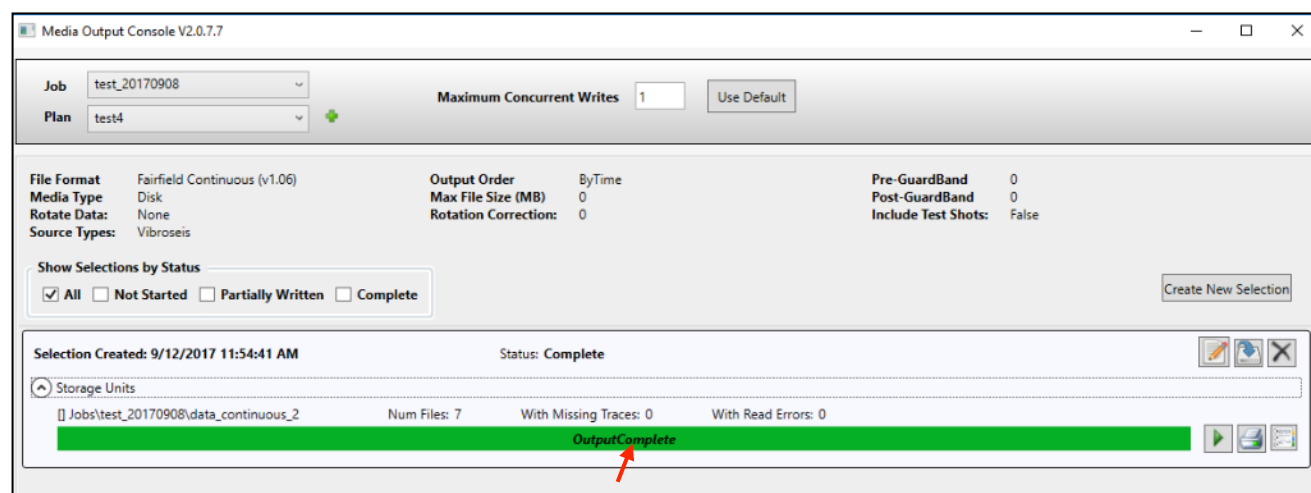 Media Output Console V2.0.7.7
Job test_20170908 Maximum Concurrent Writes 1 Use Default
Plan test4
File Format Fairfield Continuous (v1.06) Output Order ByTime Pre-GuardBand 0
Media Type Disk Max File Size (MB) 0 Post-GuardBand 0
Rotate Data: None Rotation Correction: 0 Include Test Shots: False
Source Types: Vibroseis
Show Selections by Status
All Not Started Partially Written Complete Create New Selection
Selection Created: 9/12/2017 11:54:41 AM Status: Complete
Storage Units
[] Jobs\test_20170908\data_continuous_2 Num Files: 7 With Missing Traces: 0 With Read Errors: 0
OutputComplete